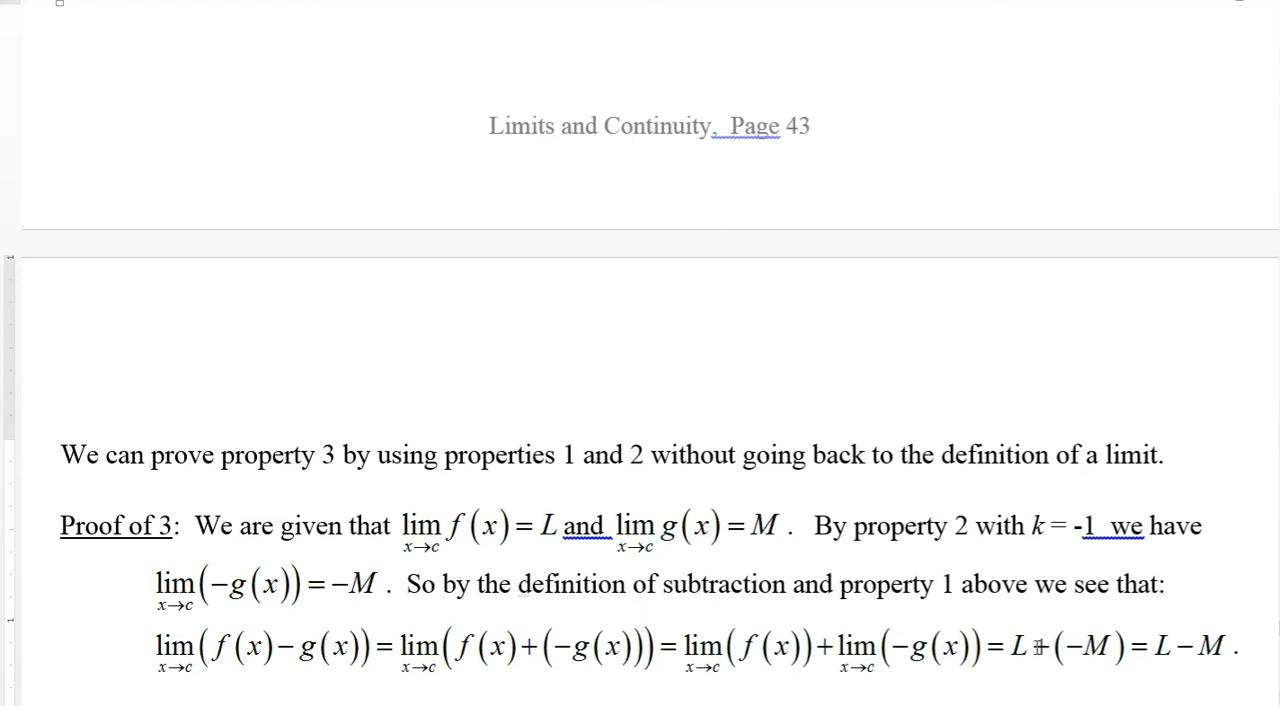 Limits and Continuity,  Page 43
We can prove property 3 by using properties 1 and 2 without going back to the definition of a limit.
Proof of 3:  We are given that lim_{x→c} f(x) = L and lim_{x→c} g(x) = M .  By property 2 with k = -1  we have
lim_{x→c} (−g(x)) = −M .  So by the definition of subtraction and property 1 above we see that:
lim_{x→c} (f(x) − g(x)) = lim_{x→c} (f(x) + (−g(x))) = lim_{x→c} (f(x)) + lim_{x→c} (−g(x)) = L + (−M) = L − M .